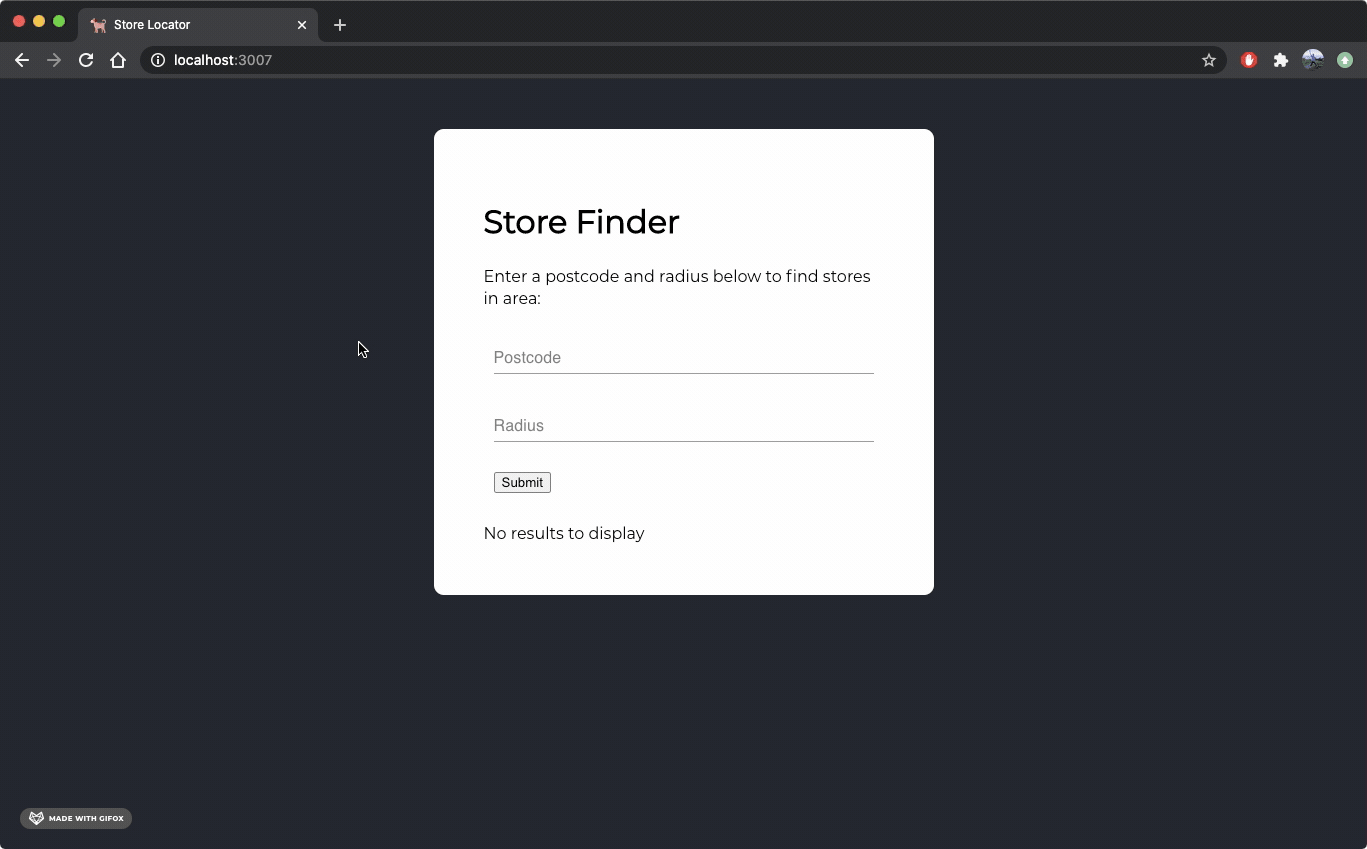 Store Locator
localhost:3007
Store Finder
Enter a postcode and radius below to find stores
in area:
Postcode
Radius
Submit
No results to display
MADE WITH GIFOX